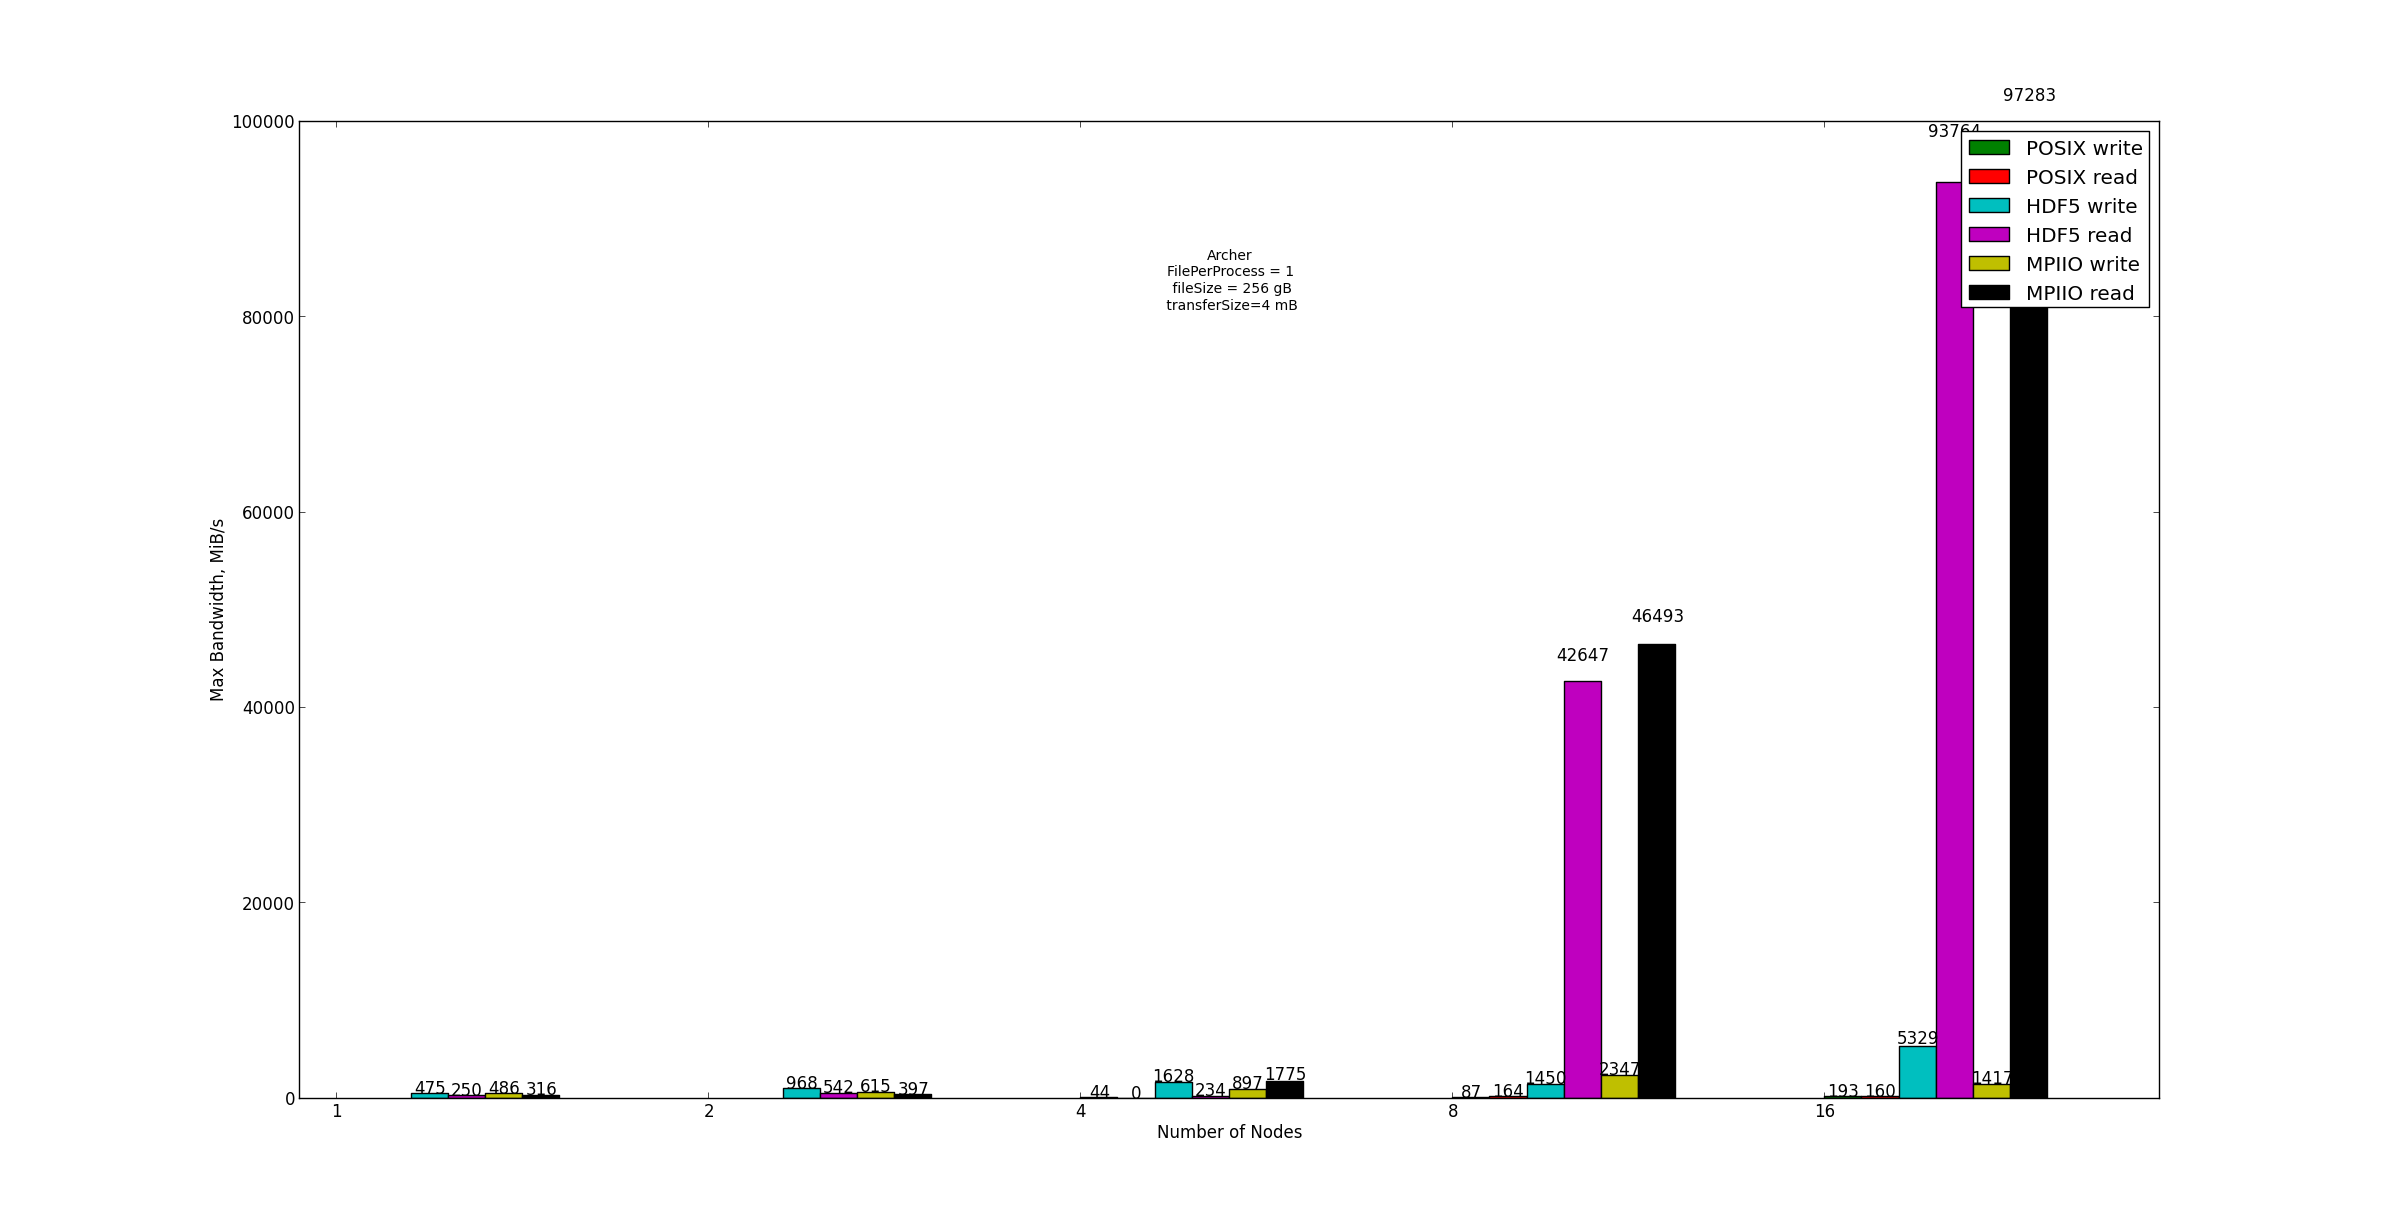 97283
100000
93764
POSIX write
POSIX read
HDF5 write
HDF5 read
MPIIO write
MPIIO read
Archer
FilePerProcess = 1
fileSize = 256 gB
transferSize=4 mB
80000
60000
Max Bandwidth, MiB/s
46493
42647
40000
20000
475 250 486 316
968 542 615 397
44 0 1628 234 897 1775
87 164 1450 2347
193 160 5329 1417
0
1 2 4 8 16
Number of Nodes